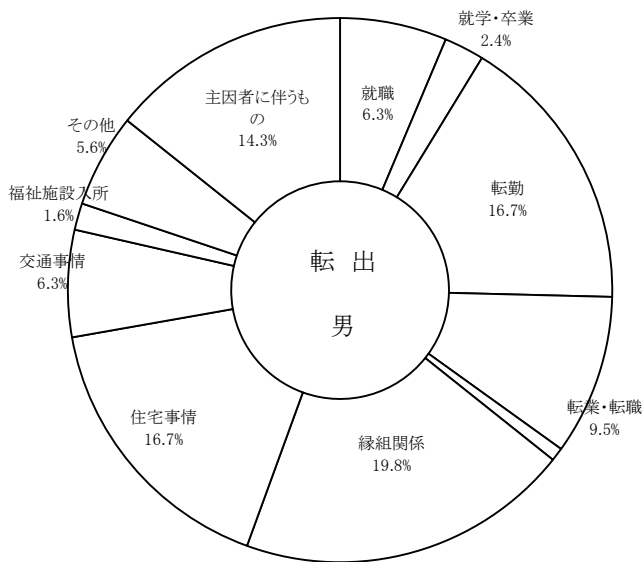 就学・卒業
2.4%
就職
6.3%
主因者に伴うも
の
14.3%
その他
5.6%
転勤
16.7%
福祉施設入所
1.6%
交通事情
6.3%
転 出
男
転業・転職
9.5%
住宅事情
16.7%
縁組関係
19.8%